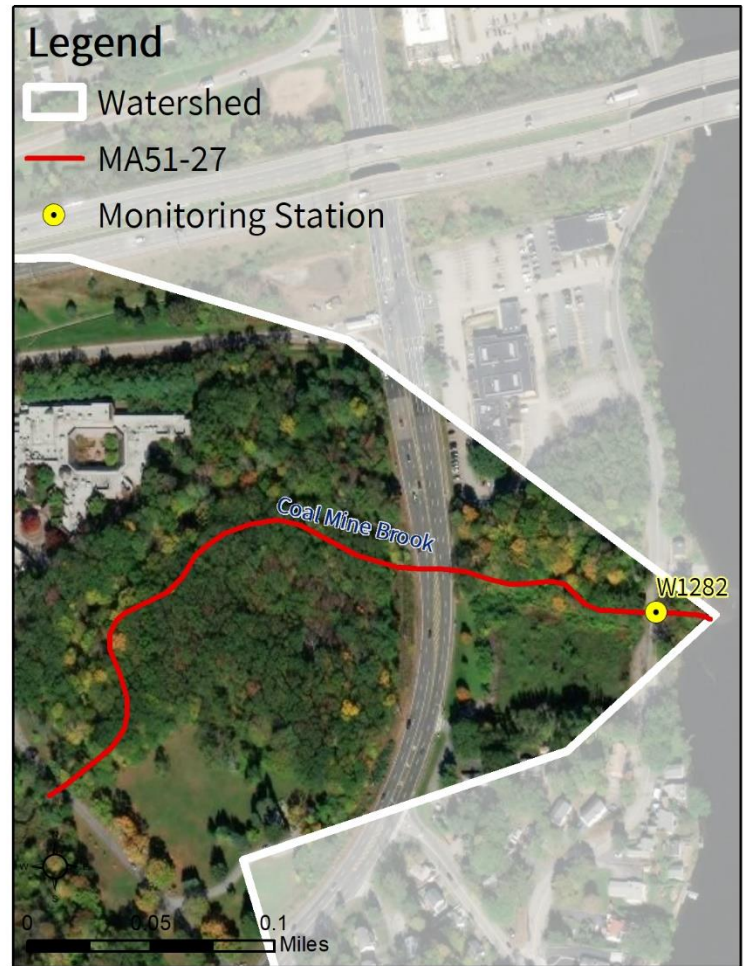 Legend
Watershed
MA51-27
Monitoring Station
Coal Mine Brook
W1282
W
S
0 0.05 0.1
Miles